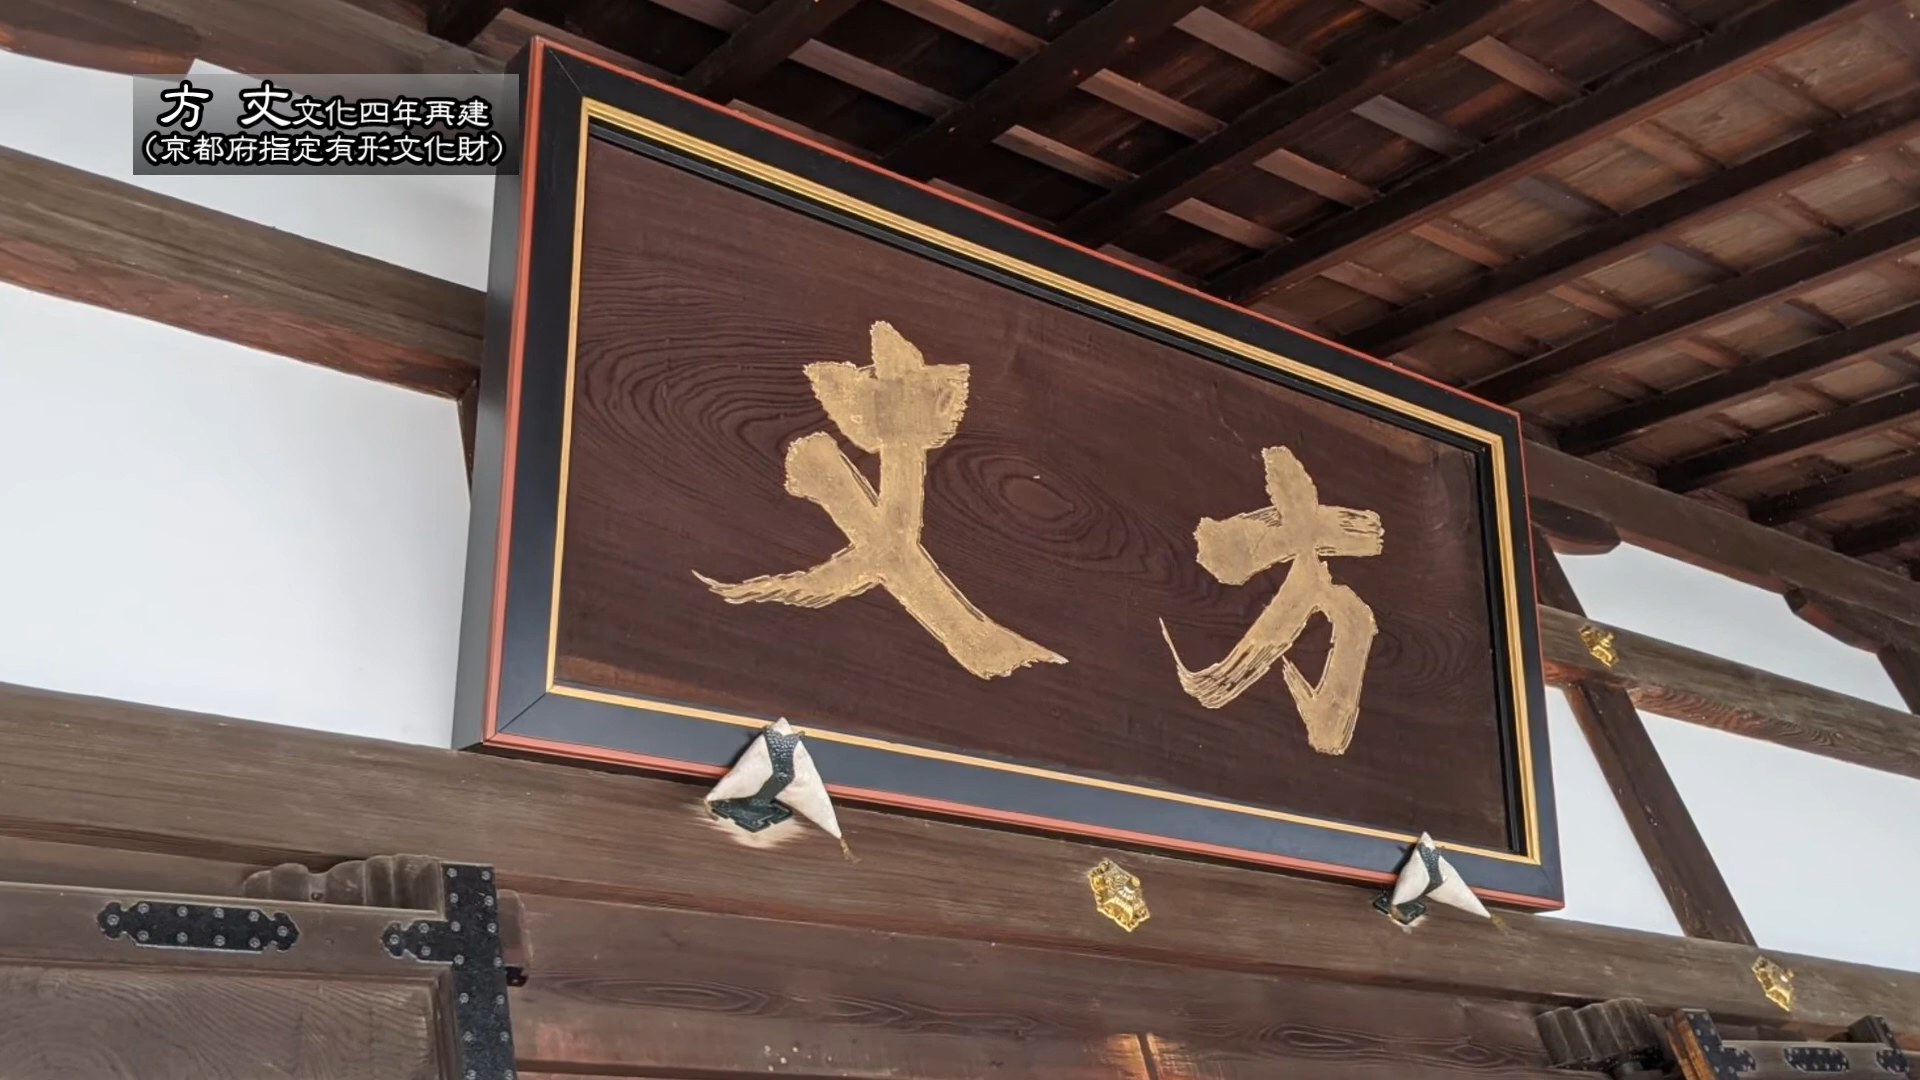 方 丈 文化四年再建
(京都府指定有形文化財)
方丈